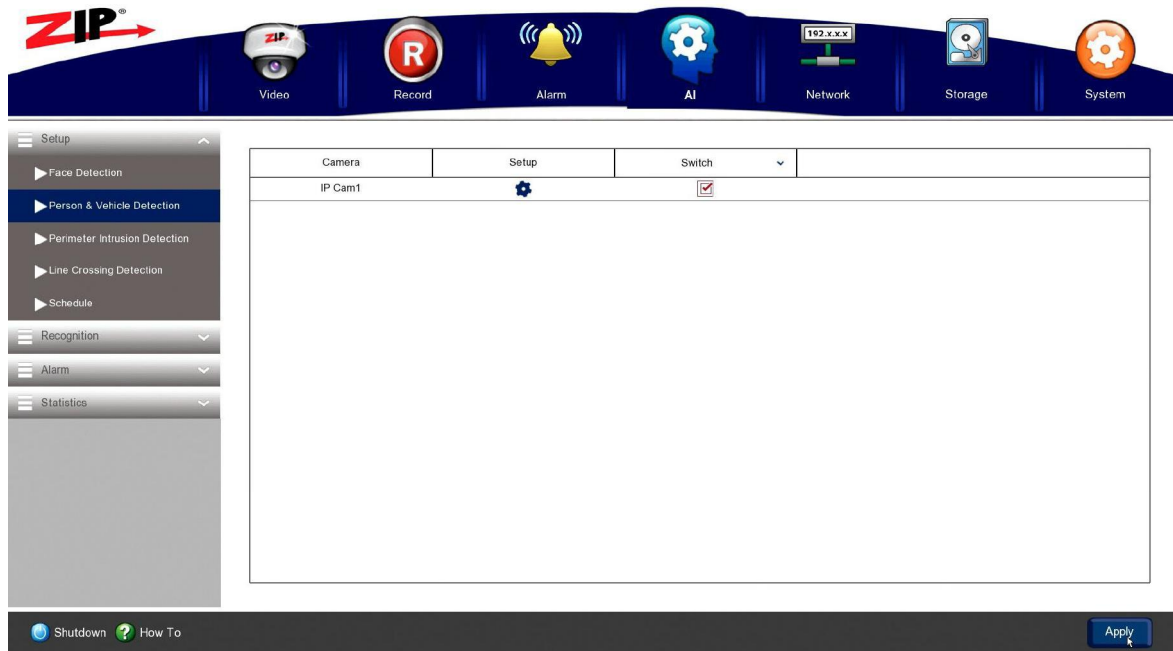 ZIP®
ZIP
R
192.x.x.x
Video
Record
Alarm
AI
Network
Storage
System
Setup
Face Detection
Person & Vehicle Detection
Perimeter Intrusion Detection
Line Crossing Detection
Schedule
Recognition
Alarm
Statistics
Camera Setup Switch
IP Cam1
Shutdown ? How To
Apply